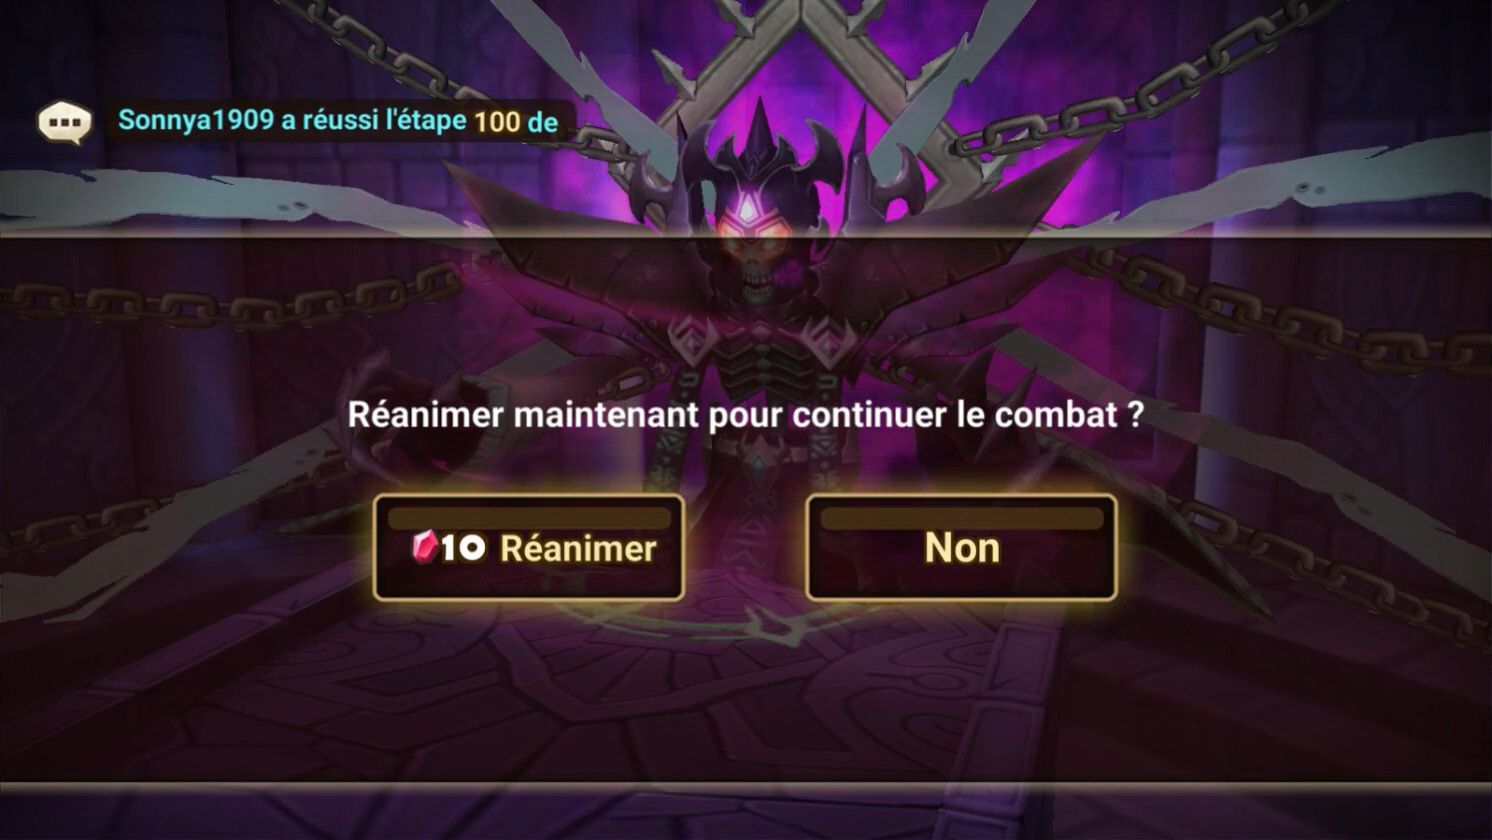 Sonnya1909 a réussi l'étape 100 de
Réanimer maintenant pour continuer le combat ?
10 Réanimer
Non